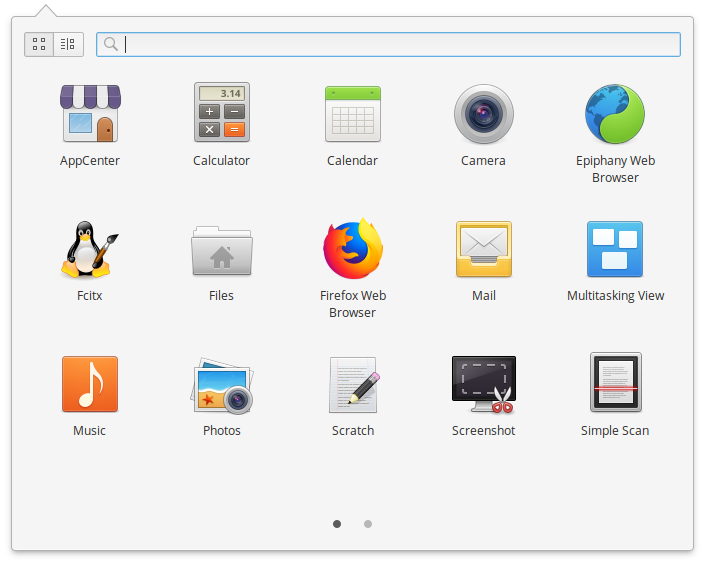 3.14
AppCenter
Calculator
Calendar
Camera
Epiphany Web
Browser
Fcitx
Files
Firefox Web
Browser
Mail
Multitasking View
Music
Photos
Scratch
Screenshot
Simple Scan